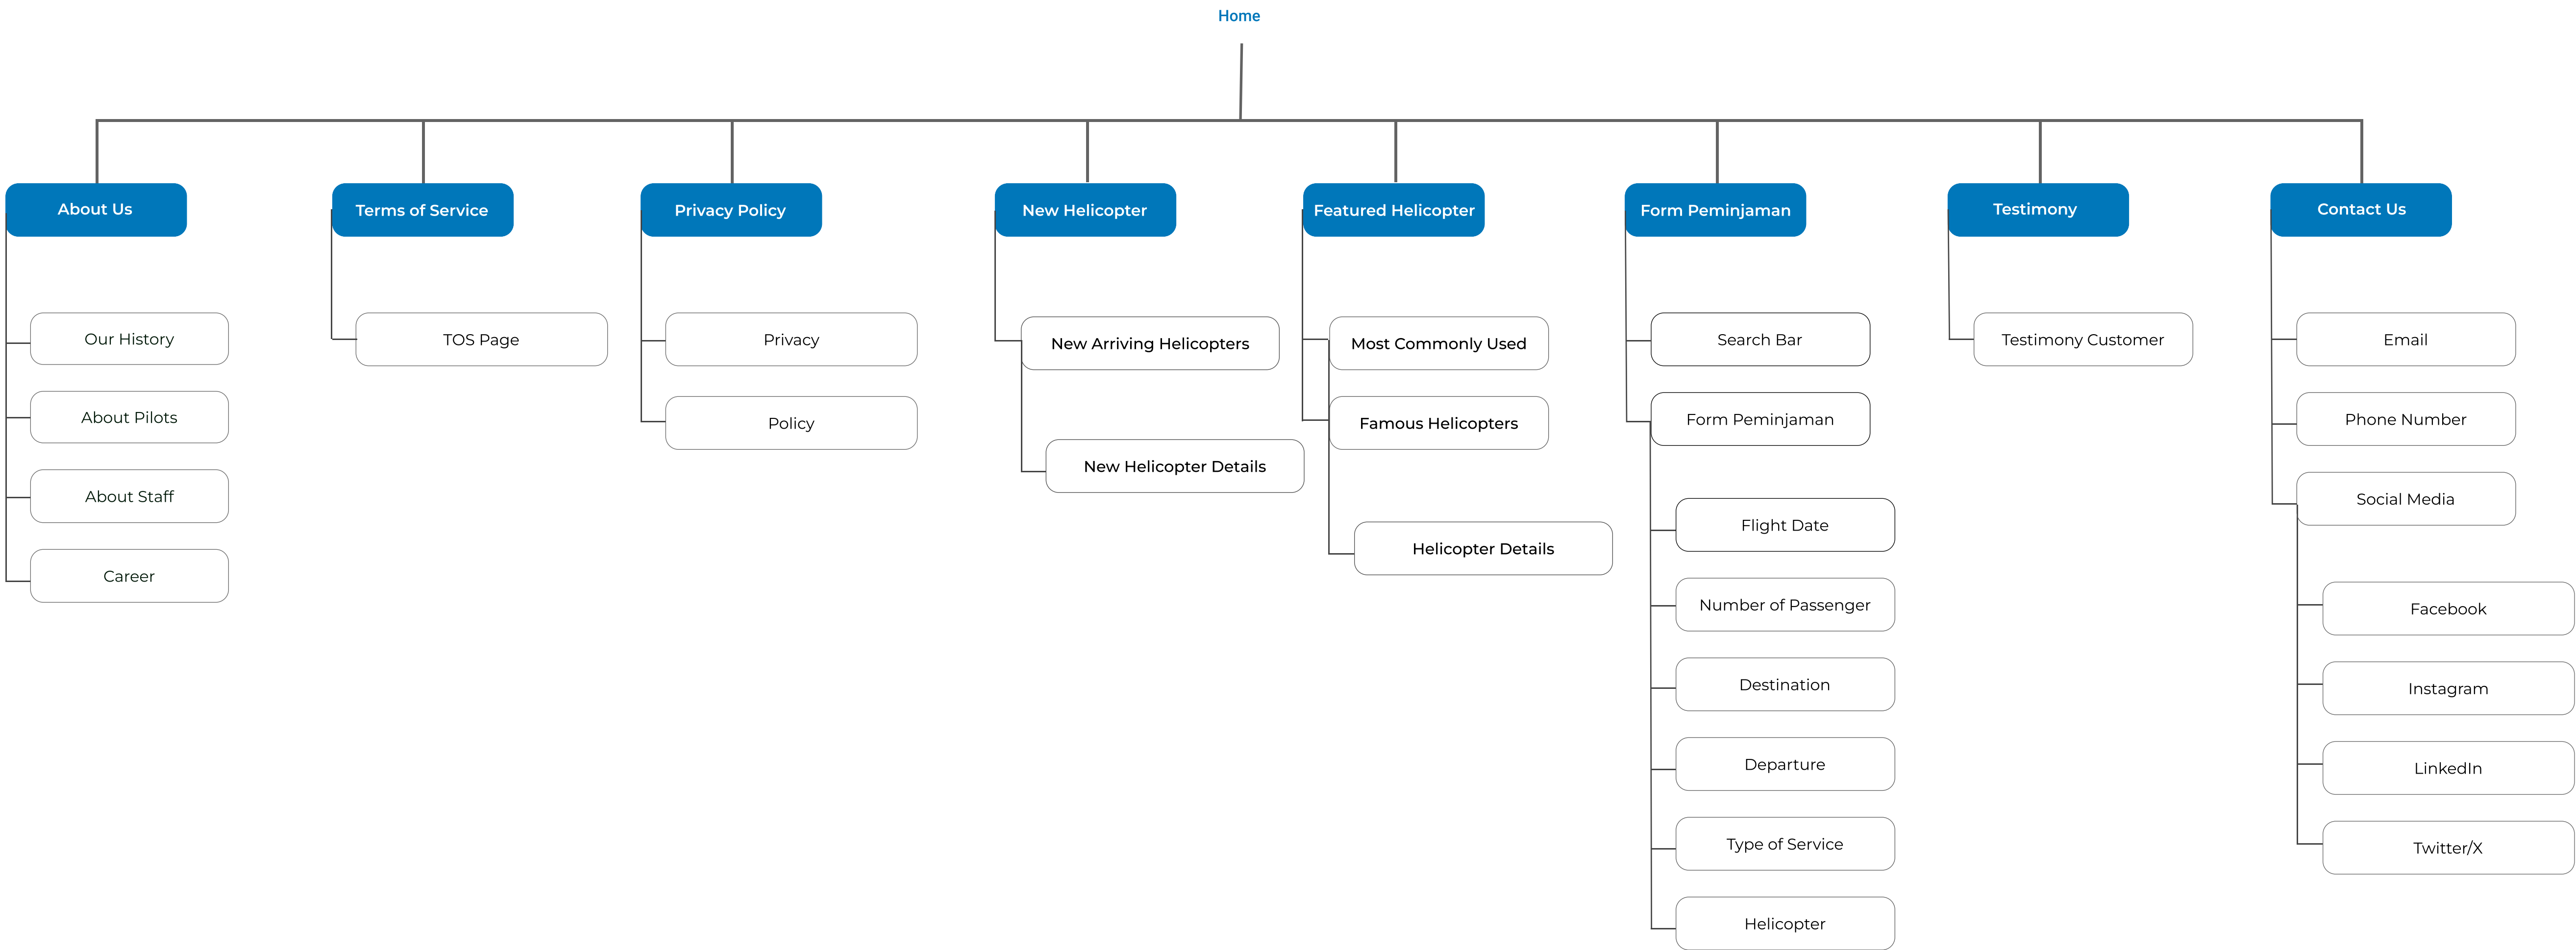 Home
About Us
Terms of Service
Privacy Policy
New Helicopter
Featured Helicopter
Form Peminjaman
Testimony
Contact Us
Our History
About Pilots
About Staff
Career
TOS Page
Privacy
Policy
New Arriving Helicopters
New Helicopter Details
Most Commonly Used
Famous Helicopters
Helicopter Details
Search Bar
Form Peminjaman
Flight Date
Number of Passenger
Destination
Departure
Type of Service
Helicopter
Testimony Customer
Email
Phone Number
Social Media
Facebook
Instagram
LinkedIn
Twitter/X